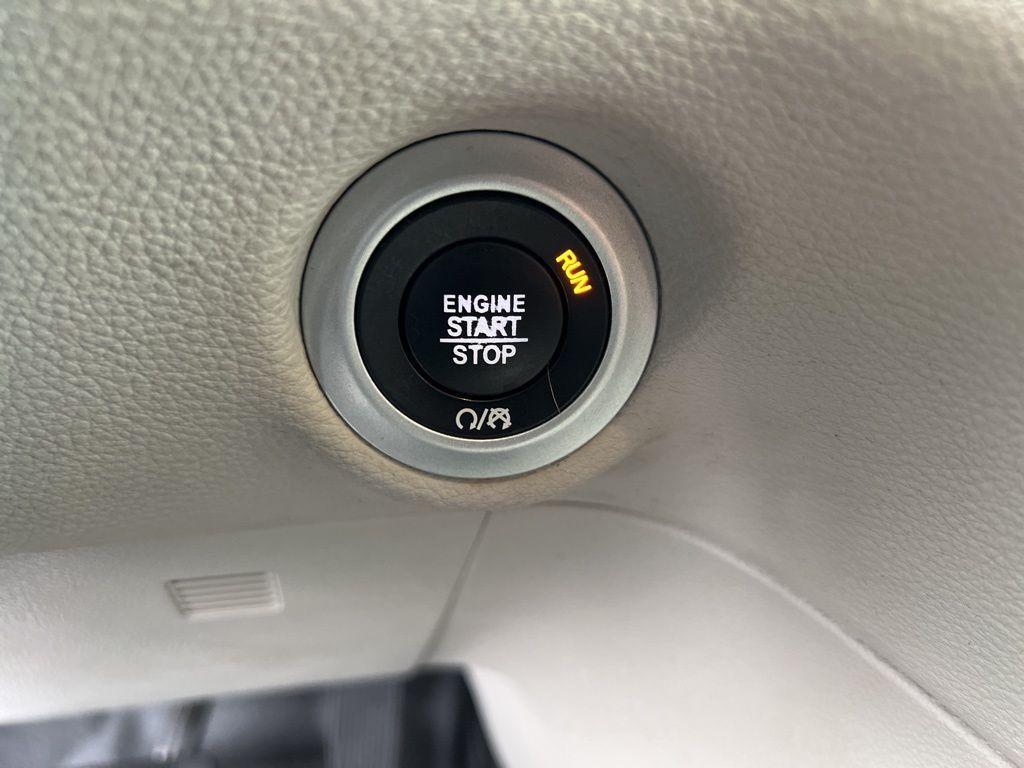 RUN
ENGINE
START
STOP
/